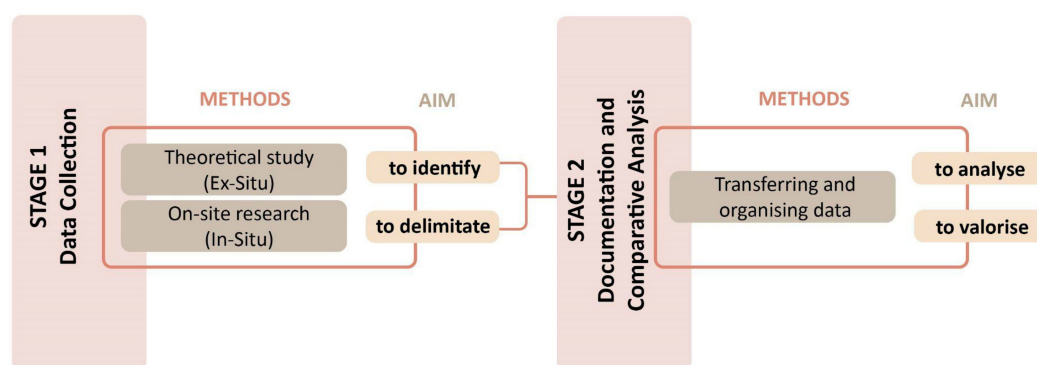 STAGE 1
Data Collection
METHODS
AIM
Theoretical study
(Ex-Situ)
On-site research
(In-Situ)
to identify
to delimitate
STAGE 2
Documentation and
Comparative Analysis
METHODS
AIM
Transferring and
organising data
to analyse
to valorise